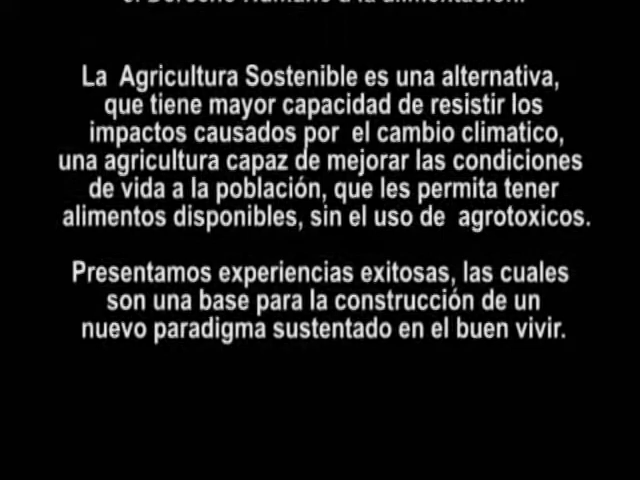 el Derecho Humano a la alimentación.
La Agricultura Sostenible es una alternativa,
que tiene mayor capacidad de resistir los
impactos causados por el cambio climatico,
una agricultura capaz de mejorar las condiciones
de vida a la población, que les permita tener
alimentos disponibles, sin el uso de agrotoxicos.
Presentamos experiencias exitosas, las cuales
son una base para la construcción de un
nuevo paradigma sustentado en el buen vivir.